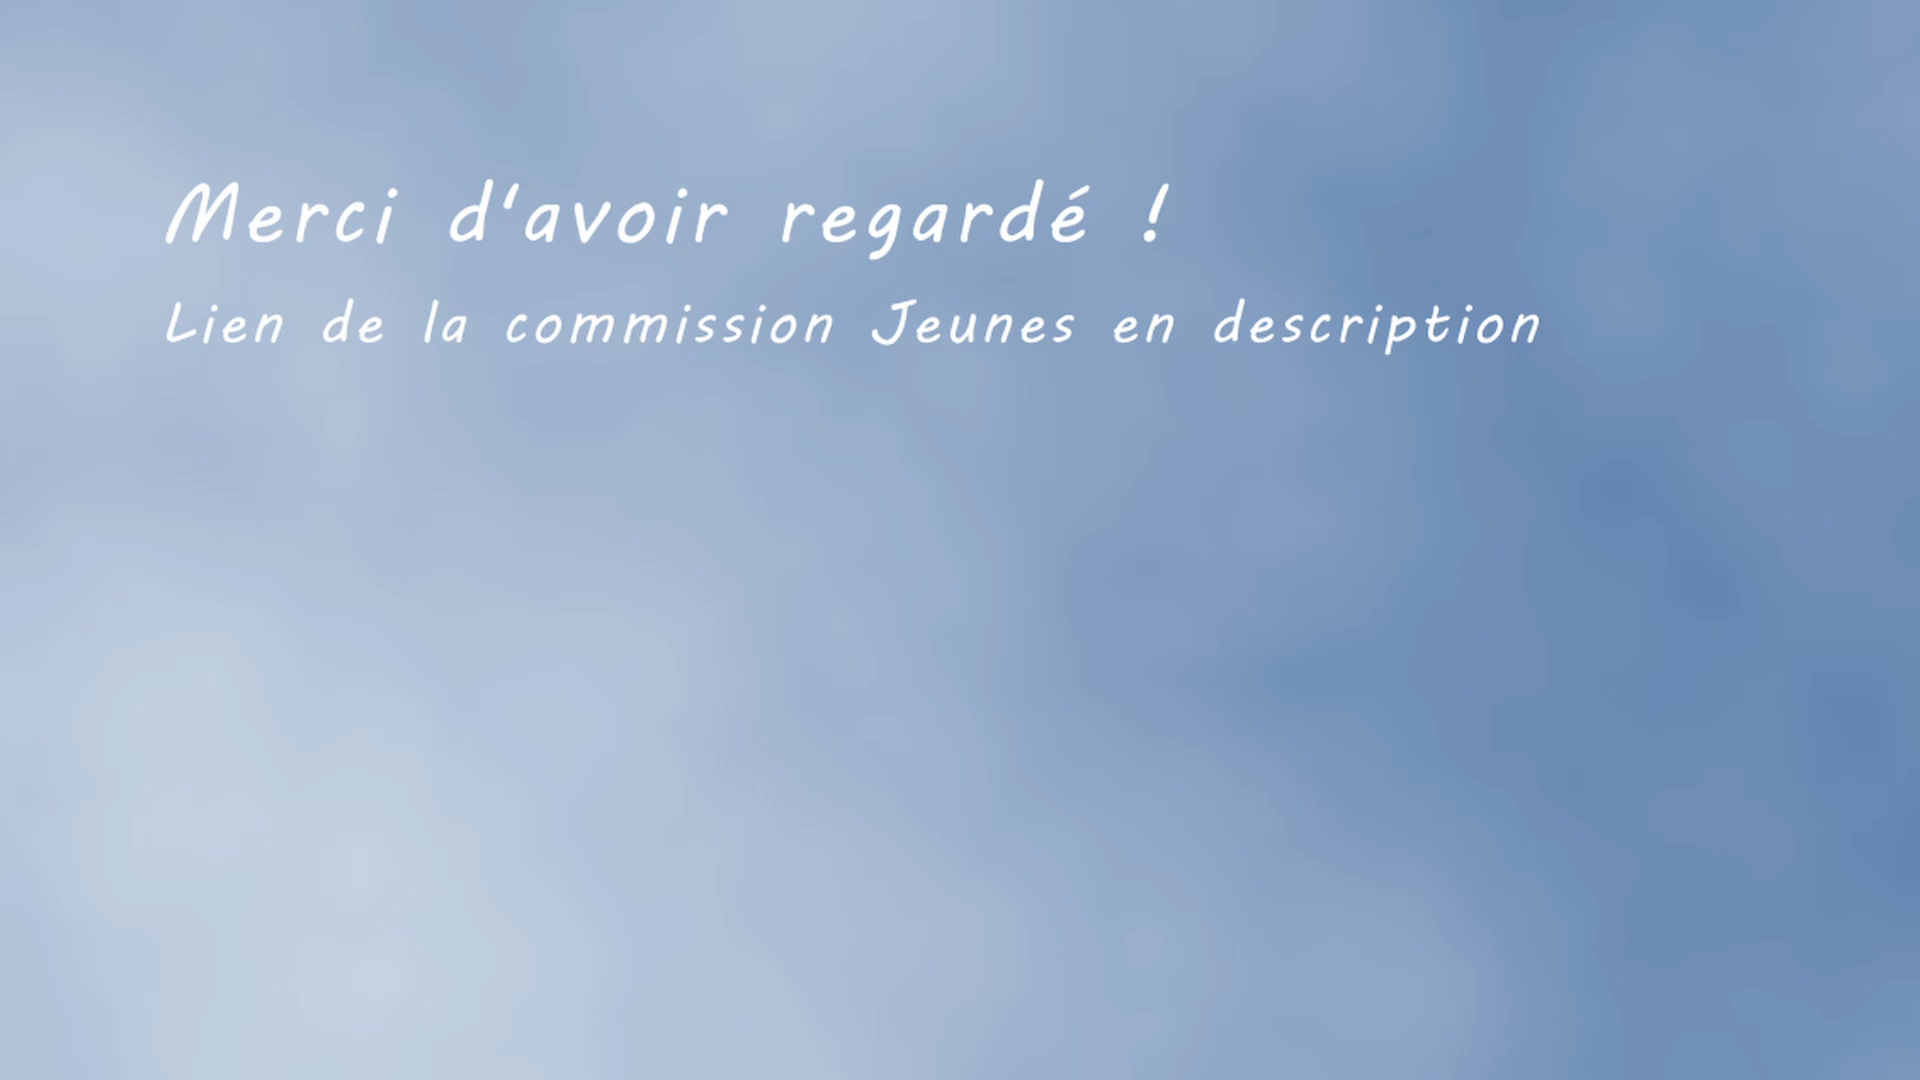 Merci d'avoir regardé !
Lien de la commission Jeunes en description